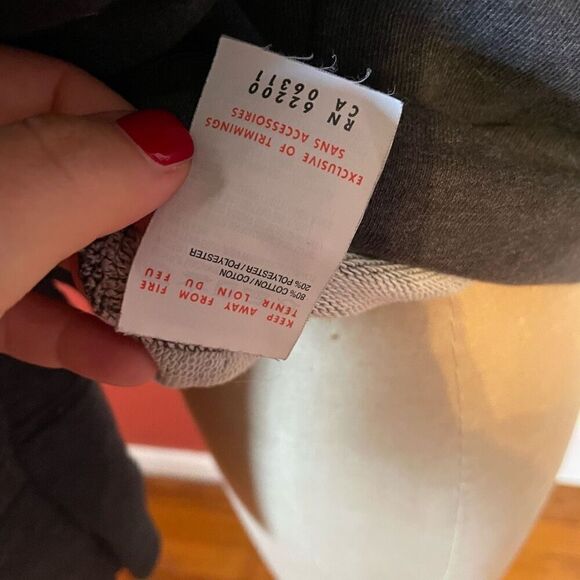 KEEP AWAY FROM FIRE
TENIR LOIN DU FEU
80% COTTON / COTON
20% POLYESTER / POLYESTER
EXCLUSIVE OF TRIMMINGS
SANS ACCESSOIRES
RN 62200
CA 06311